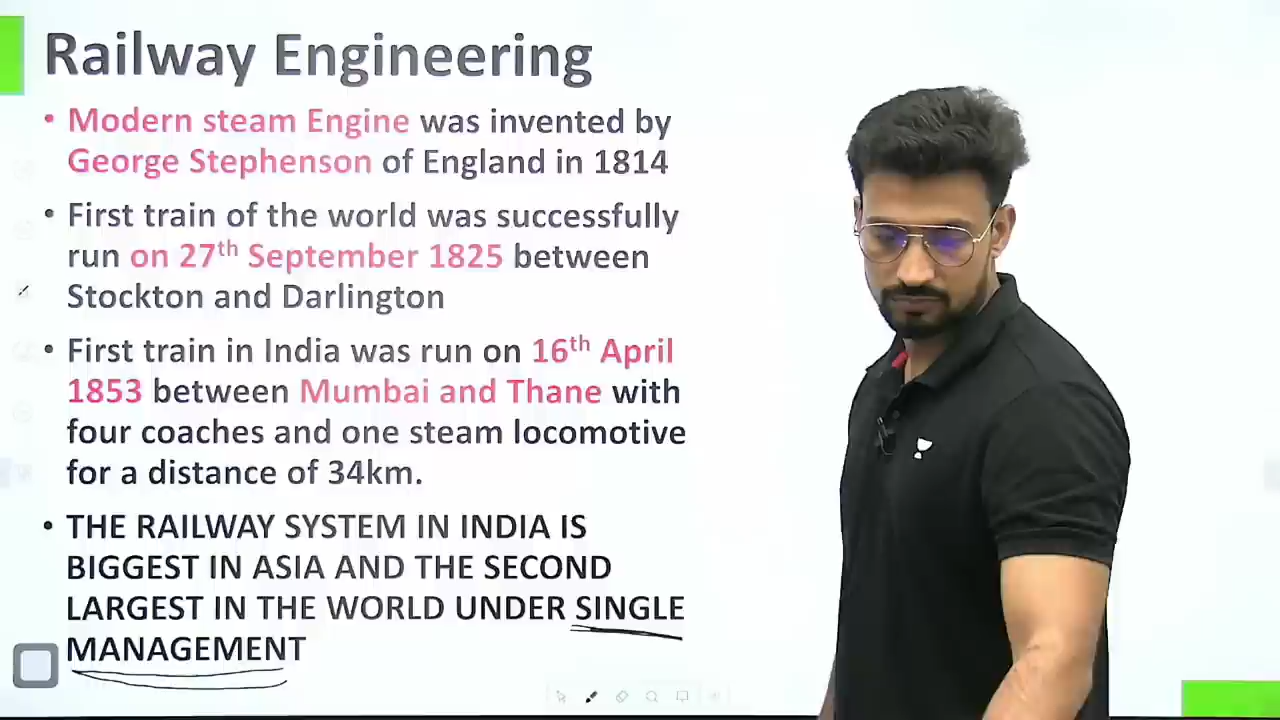 Railway Engineering
• Modern steam Engine was invented by
George Stephenson of England in 1814
• First train of the world was successfully
run on 27th September 1825 between
Stockton and Darlington
• First train in India was run on 16th April
1853 between Mumbai and Thane with
four coaches and one steam locomotive
for a distance of 34km.
• THE RAILWAY SYSTEM IN INDIA IS
BIGGEST IN ASIA AND THE SECOND
LARGEST IN THE WORLD UNDER SINGLE
MANAGEMENT